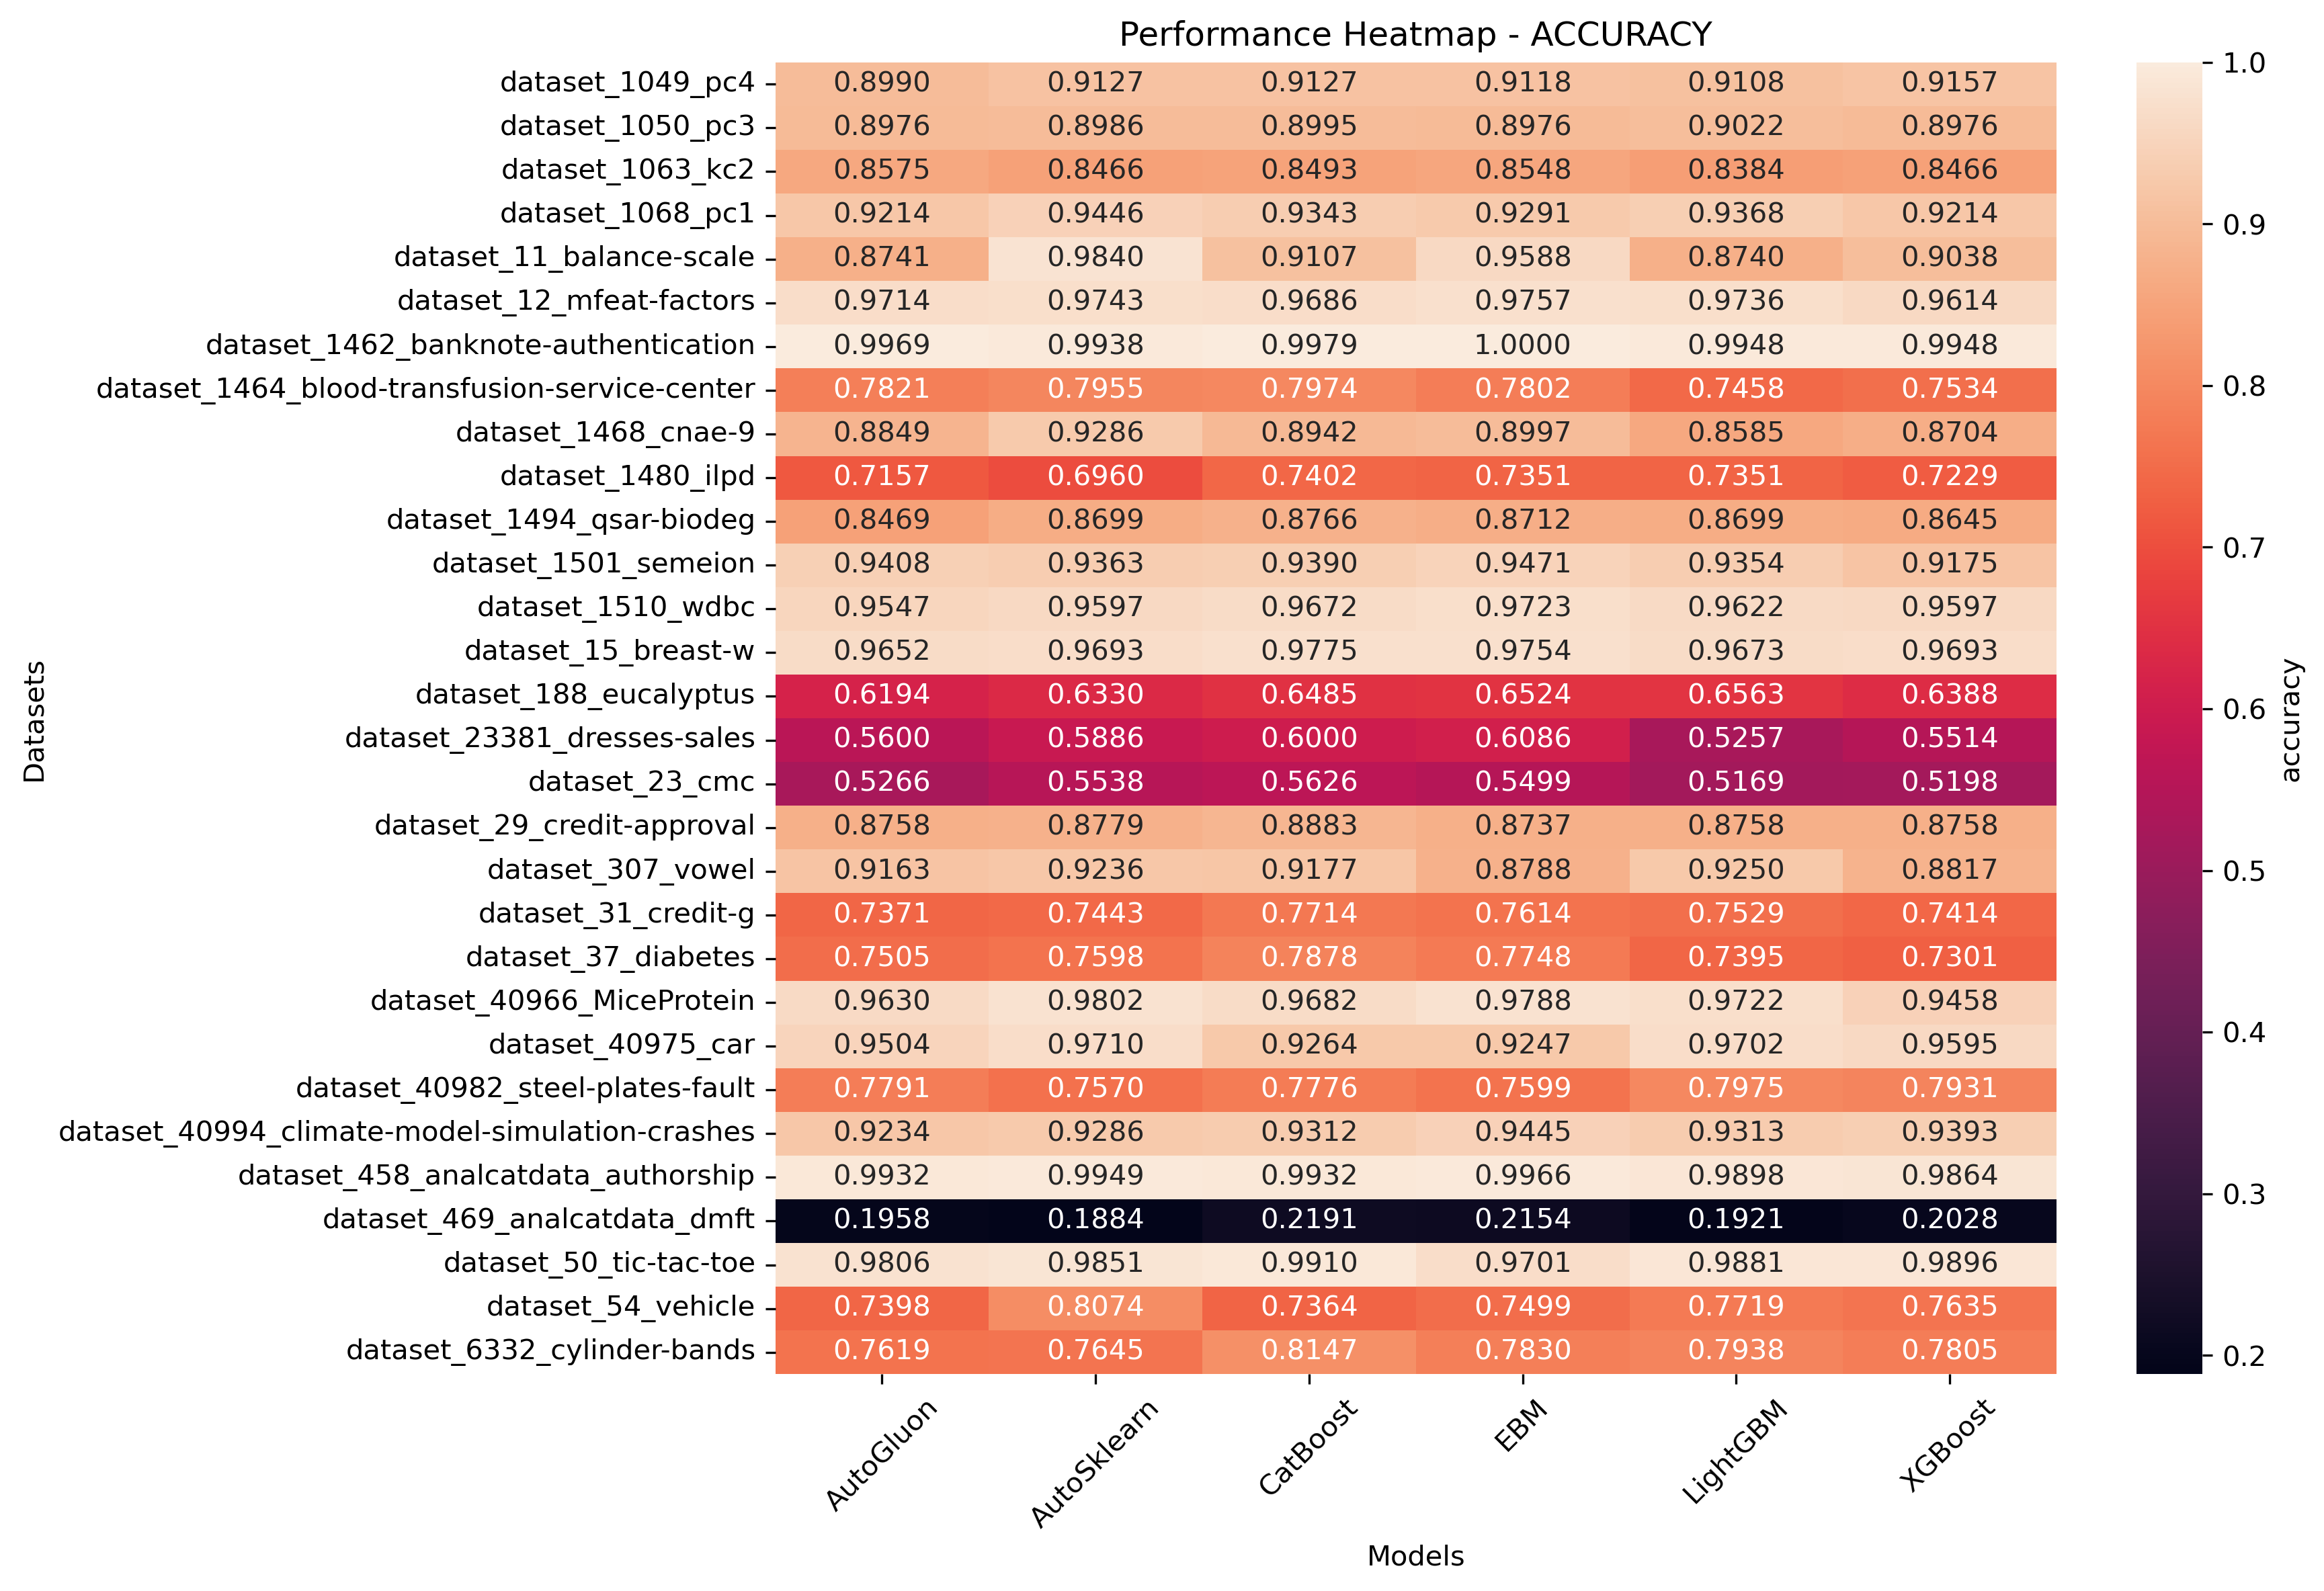 Performance Heatmap - ACCURACY
dataset_1049_pc4 0.8990 0.9127 0.9127 0.9118 0.9108 0.9157
dataset_1050_pc3 0.8976 0.8986 0.8995 0.8976 0.9022 0.8976
dataset_1063_kc2 0.8575 0.8466 0.8493 0.8548 0.8384 0.8466
dataset_1068_pc1 0.9214 0.9446 0.9343 0.9291 0.9368 0.9214
dataset_11_balance-scale 0.8741 0.9840 0.9107 0.9588 0.8740 0.9038
dataset_12_mfeat-factors 0.9714 0.9743 0.9686 0.9757 0.9736 0.9614
dataset_1462_banknote-authentication 0.9969 0.9938 0.9979 1.0000 0.9948 0.9948
dataset_1464_blood-transfusion-service-center 0.7821 0.7955 0.7974 0.7802 0.7458 0.7534
dataset_1468_cnae-9 0.8849 0.9286 0.8942 0.8997 0.8585 0.8704
dataset_1480_ilpd 0.7157 0.6960 0.7402 0.7351 0.7351 0.7229
dataset_1494_qsar-biodeg 0.8469 0.8699 0.8766 0.8712 0.8699 0.8645
dataset_1501_semeion 0.9408 0.9363 0.9390 0.9471 0.9354 0.9175
dataset_1510_wdbc 0.9547 0.9597 0.9672 0.9723 0.9622 0.9597
dataset_15_breast-w 0.9652 0.9693 0.9775 0.9754 0.9673 0.9693
dataset_188_eucalyptus 0.6194 0.6330 0.6485 0.6524 0.6563 0.6388
dataset_23381_dresses-sales 0.5600 0.5886 0.6000 0.6086 0.5257 0.5514
dataset_23_cmc 0.5266 0.5538 0.5626 0.5499 0.5169 0.5198
dataset_29_credit-approval 0.8758 0.8779 0.8883 0.8737 0.8758 0.8758
dataset_307_vowel 0.9163 0.9236 0.9177 0.8788 0.9250 0.8817
dataset_31_credit-g 0.7371 0.7443 0.7714 0.7614 0.7529 0.7414
dataset_37_diabetes 0.7505 0.7598 0.7878 0.7748 0.7395 0.7301
dataset_40966_MiceProtein 0.9630 0.9802 0.9682 0.9788 0.9722 0.9458
dataset_40975_car 0.9504 0.9710 0.9264 0.9247 0.9702 0.9595
dataset_40982_steel-plates-fault 0.7791 0.7570 0.7776 0.7599 0.7975 0.7931
dataset_40994_climate-model-simulation-crashes 0.9234 0.9286 0.9312 0.9445 0.9313 0.9393
dataset_458_analcatdata_authorship 0.9932 0.9949 0.9932 0.9966 0.9898 0.9864
dataset_469_analcatdata_dmft 0.1958 0.1884 0.2191 0.2154 0.1921 0.2028
dataset_50_tic-tac-toe 0.9806 0.9851 0.9910 0.9701 0.9881 0.9896
dataset_54_vehicle 0.7398 0.8074 0.7364 0.7499 0.7719 0.7635
dataset_6332_cylinder-bands 0.7619 0.7645 0.8147 0.7830 0.7938 0.7805
AutoGluon AutoSklearn CatBoost EBM LightGBM XGBoost
Models
Datasets
1.0
0.9
0.8
0.7
0.6
0.5
0.4
0.3
0.2
accuracy